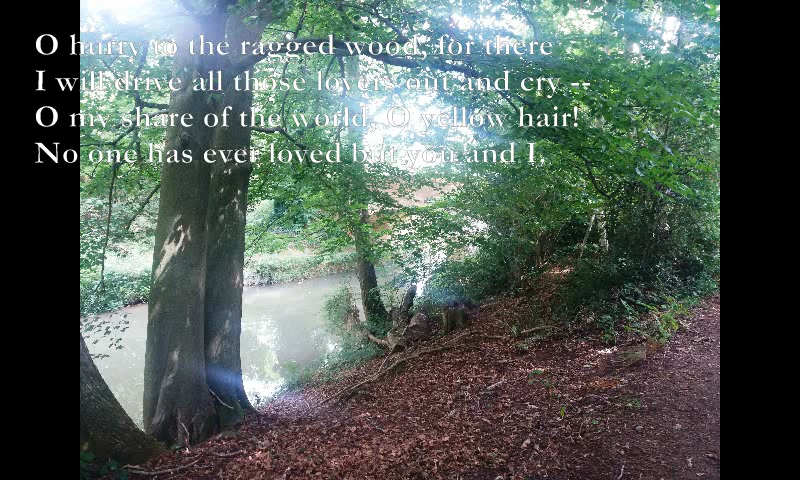 O hurry to the ragged wood, for there
I will drive all those lovers out and cry --
O my share of the world, O yellow hair!
No one has ever loved but you and I.